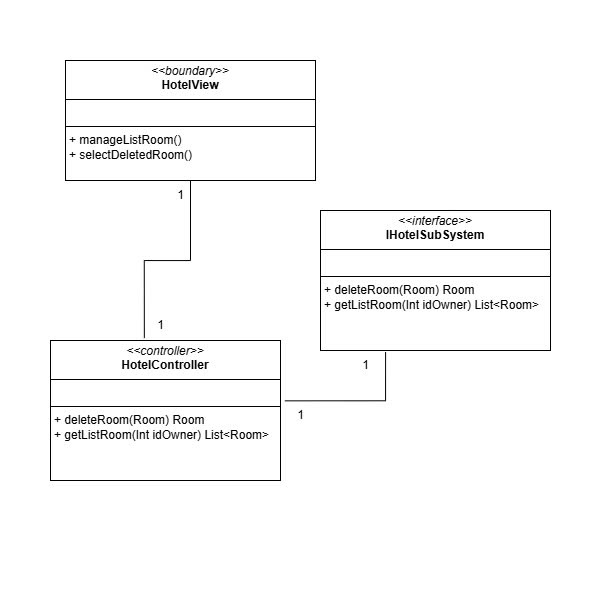 <<boundary>>
HotelView
+ manageListRoom()
+ selectDeletedRoom()
1
1
<<interface>>
IHotelSubSystem
+ deleteRoom(Room) Room
+ getListRoom(Int idOwner) List<Room>
1
1
<<controller>>
HotelController
+ deleteRoom(Room) Room
+ getListRoom(Int idOwner) List<Room>